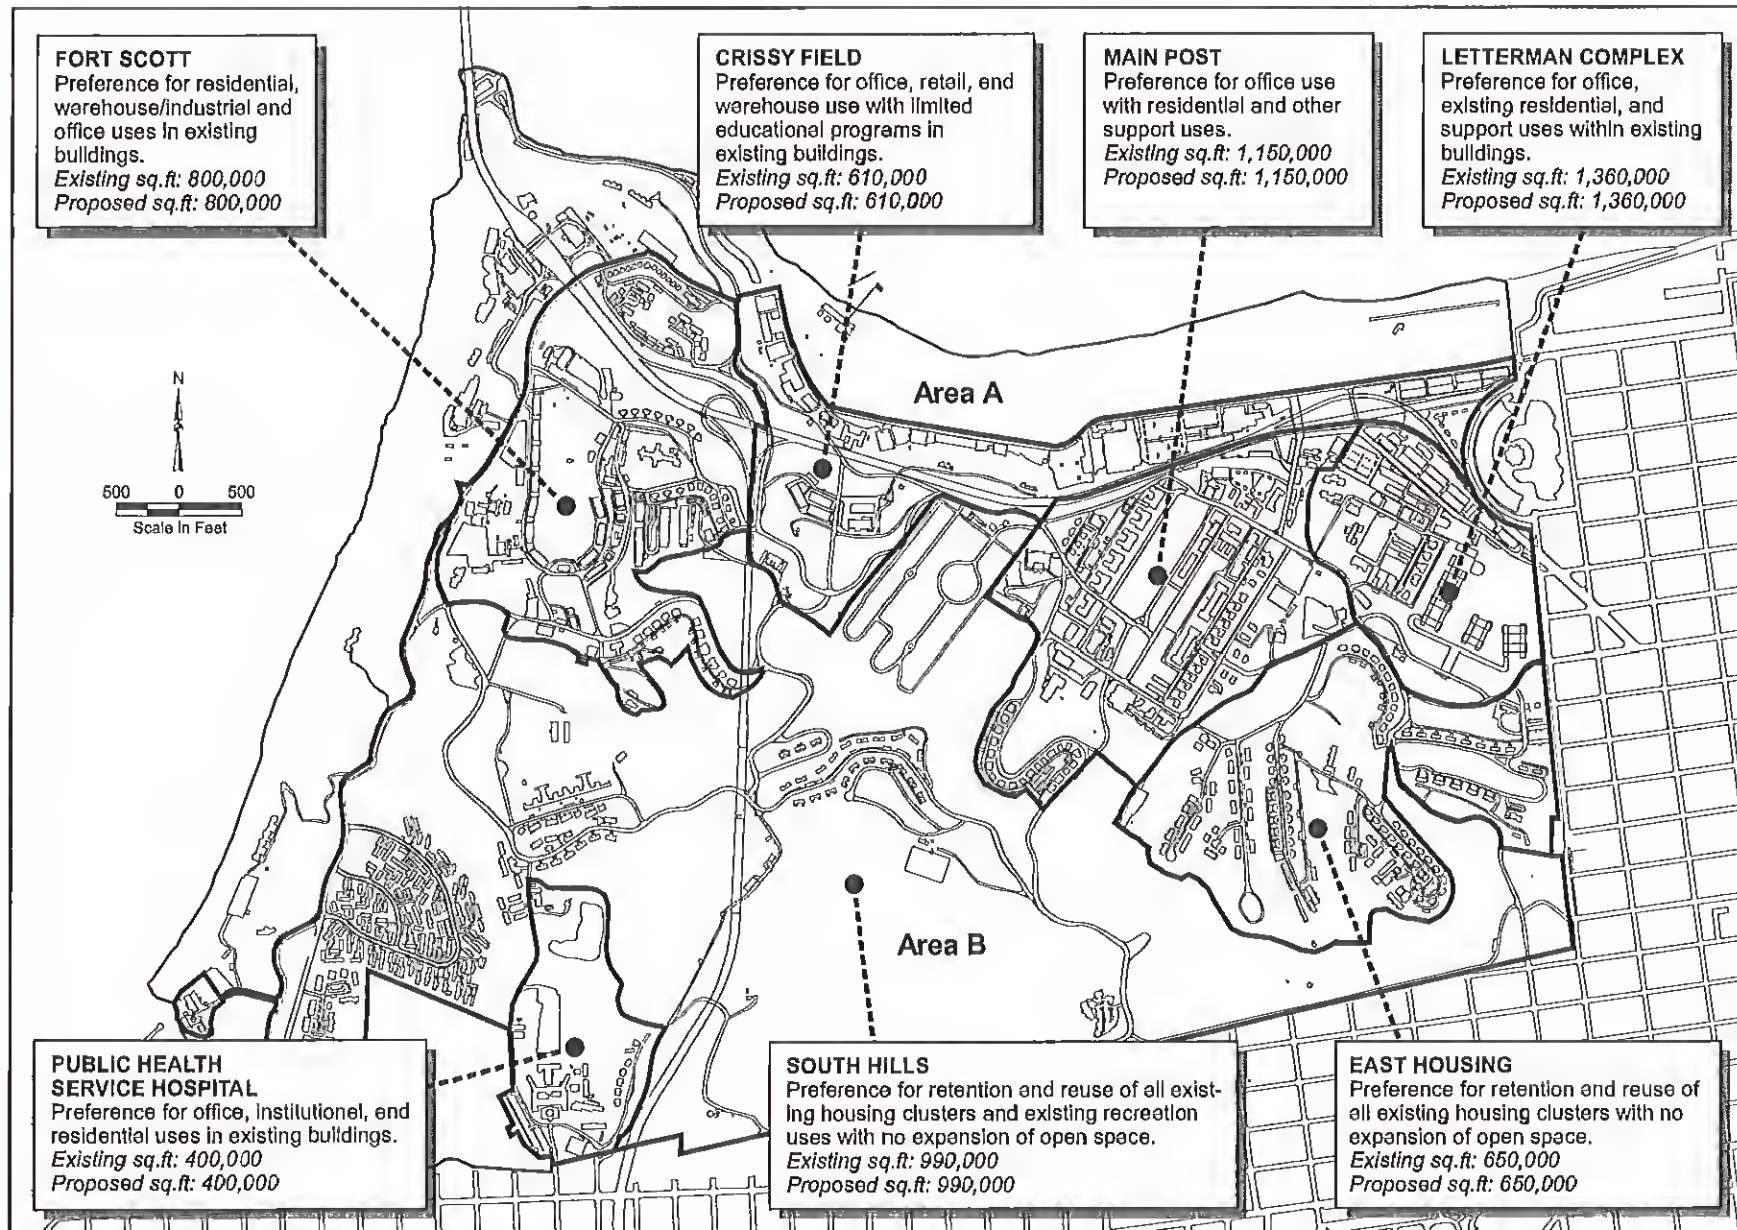 FORT SCOTT
Preference for residential,
warehouse/industrial and
office uses in existing
buildings.
Existing sq.ft: 800,000
Proposed sq.ft: 800,000
CRISSY FIELD
Preference for office, retail, end
warehouse use with limited
educational programs in
existing buildings.
Existing sq.ft: 610,000
Proposed sq.ft: 610,000
MAIN POST
Preference for office use
with residential and other
support uses.
Existing sq.ft: 1,150,000
Proposed sq.ft: 1,150,000
LETTERMAN COMPLEX
Preference for office,
existing residential, and
support uses within existing
buildings.
Existing sq.ft: 1,360,000
Proposed sq.ft: 1,360,000
N
500 0 500
Scale In Feet
Area A
Area B
PUBLIC HEALTH
SERVICE HOSPITAL
Preference for office, institutionel, end
residential uses in existing buildings.
Existing sq.ft: 400,000
Proposed sq.ft: 400,000
SOUTH HILLS
Preference for retention and reuse of all exist-
ing housing clusters and existing recreation
uses with no expansion of open space.
Existing sq.ft: 990,000
Proposed sq.ft: 990,000
EAST HOUSING
Preference for retention and reuse of
all existing housing clusters with no
expansion of open space.
Existing sq.ft: 650,000
Proposed sq.ft: 650,000